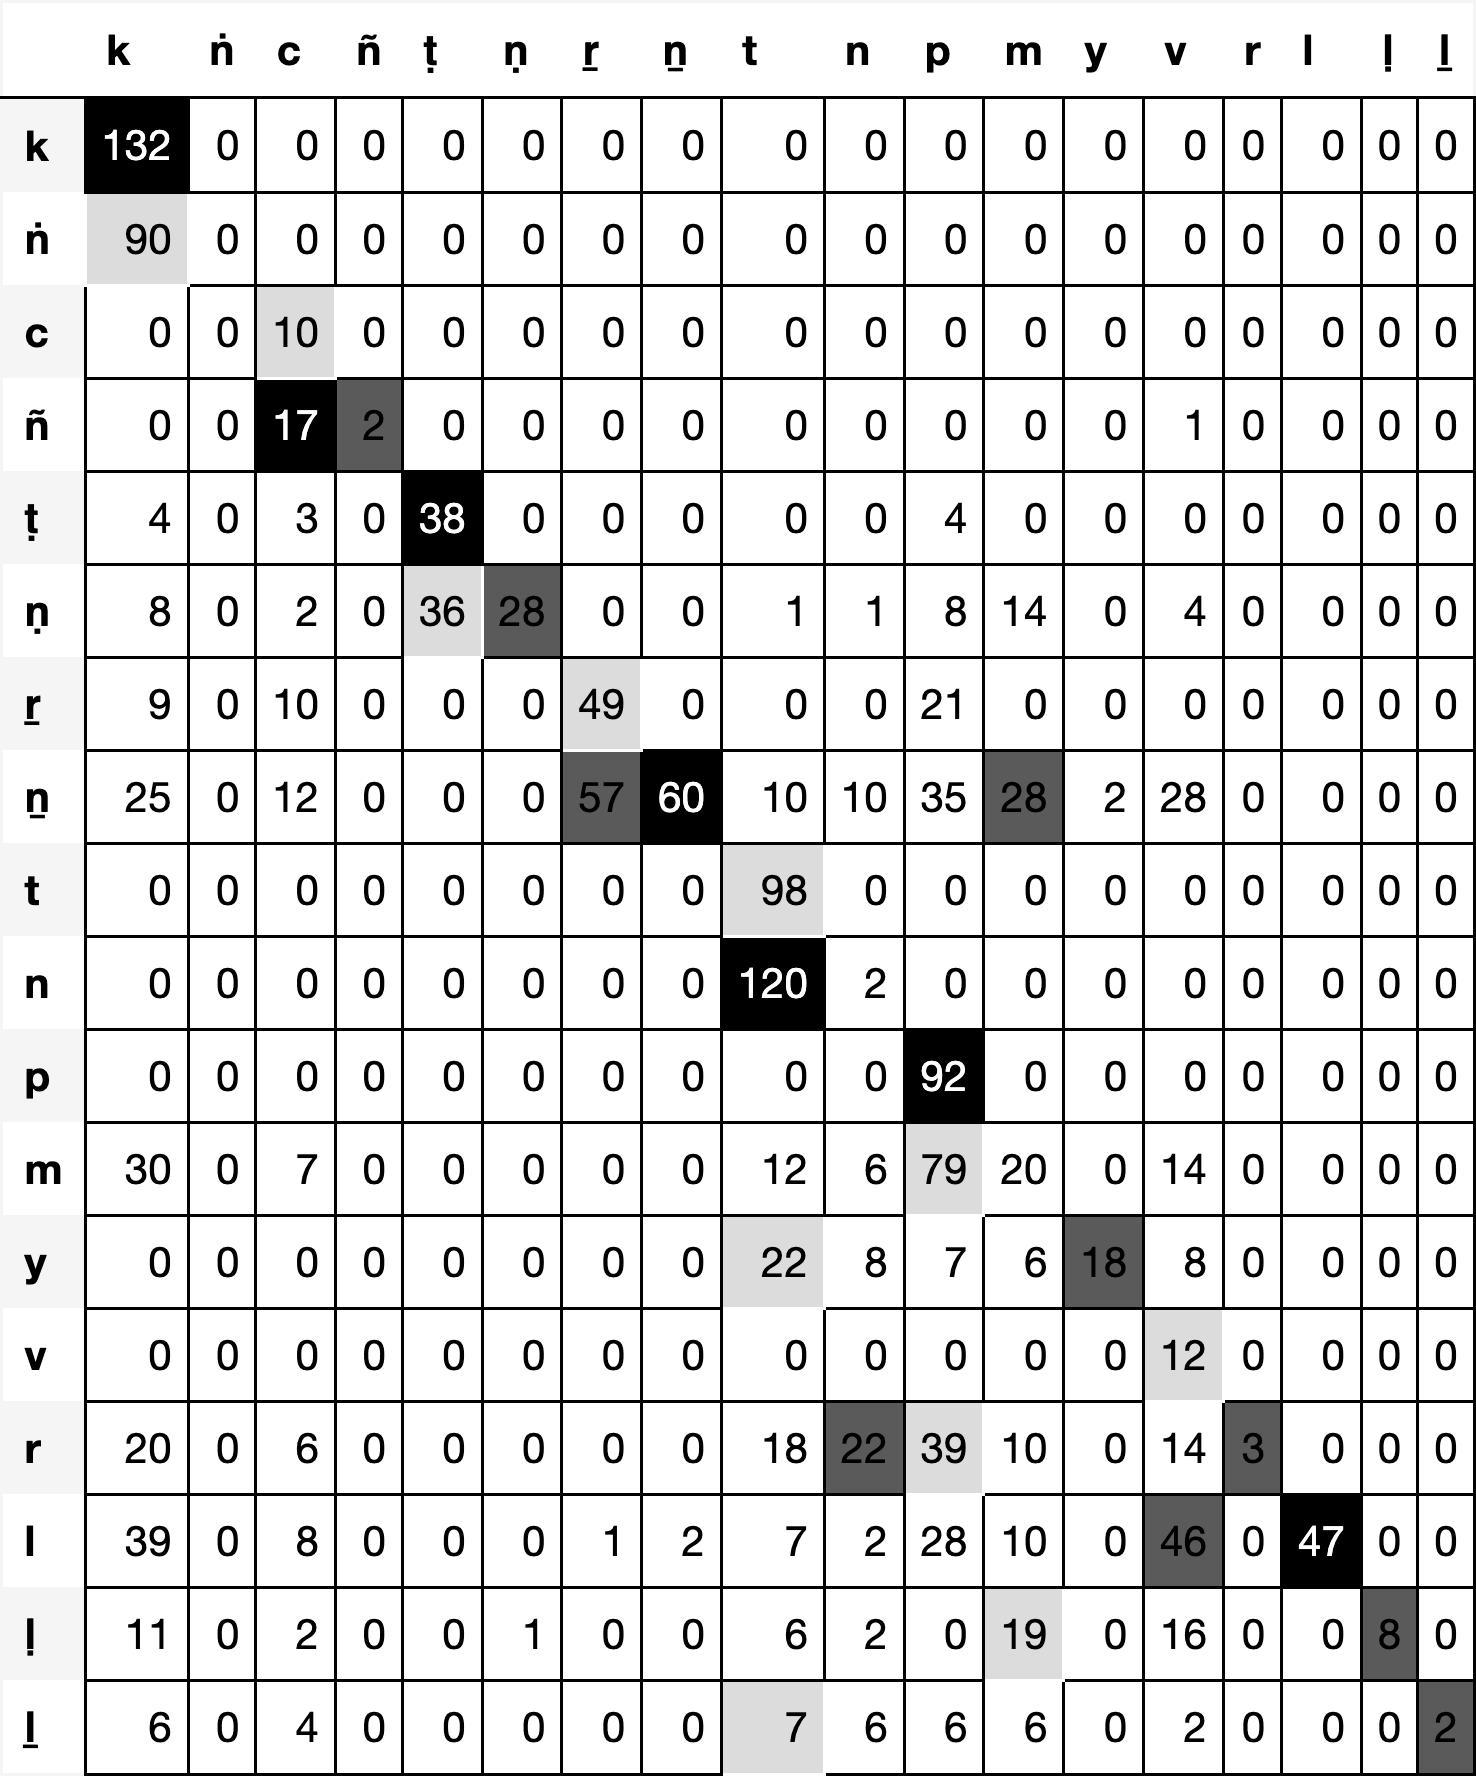 k ṅ c ñ ṭ ṇ ṟ ṉ t n p m y v r l ḷ ḻ
k 132 0 0 0 0 0 0 0 0 0 0 0 0 0 0 0 0 0
ṅ 90 0 0 0 0 0 0 0 0 0 0 0 0 0 0 0 0 0
c 0 0 10 0 0 0 0 0 0 0 0 0 0 0 0 0 0 0
ñ 0 0 17 2 0 0 0 0 0 0 0 0 0 1 0 0 0 0
ṭ 4 0 3 0 38 0 0 0 0 0 4 0 0 0 0 0 0 0
ṇ 8 0 2 0 36 28 0 0 1 1 8 14 0 4 0 0 0 0
ṟ 9 0 10 0 0 0 49 0 0 0 21 0 0 0 0 0 0 0
ṉ 25 0 12 0 0 0 57 60 10 10 35 28 2 28 0 0 0 0
t 0 0 0 0 0 0 0 0 98 0 0 0 0 0 0 0 0 0
n 0 0 0 0 0 0 0 0 120 2 0 0 0 0 0 0 0 0
p 0 0 0 0 0 0 0 0 0 0 92 0 0 0 0 0 0 0
m 30 0 7 0 0 0 0 0 12 6 79 20 0 14 0 0 0 0
y 0 0 0 0 0 0 0 0 22 8 7 6 18 8 0 0 0 0
v 0 0 0 0 0 0 0 0 0 0 0 0 0 12 0 0 0 0
r 20 0 6 0 0 0 0 0 18 22 39 10 0 14 3 0 0 0
l 39 0 8 0 0 0 1 2 7 2 28 10 0 46 0 47 0 0
ḷ 11 0 2 0 0 1 0 0 6 2 0 19 0 16 0 0 8 0
ḻ 6 0 4 0 0 0 0 0 7 6 6 6 0 2 0 0 0 2